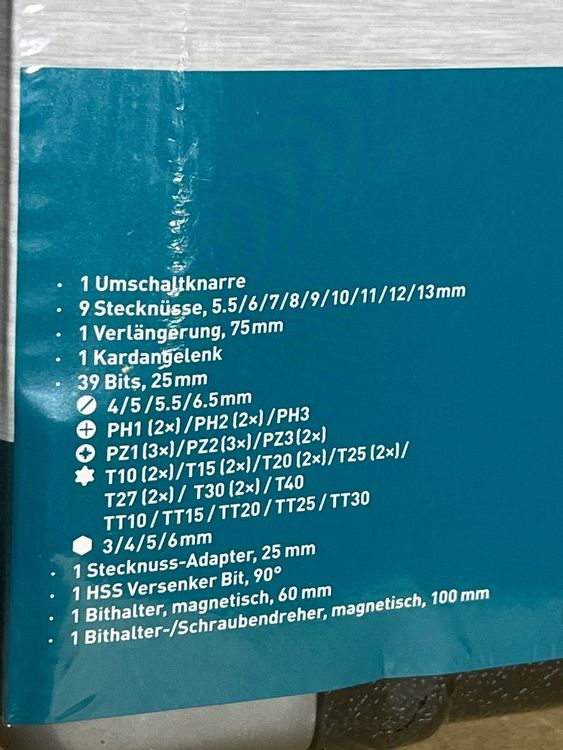 · 1 Umschaltknarre
· 9 Stecknüsse, 5.5/6/7/8/9/10/11/12/13mm
· 1 Verlängerung, 75mm
· 1 Kardangelenk
· 39 Bits, 25mm
4/5/5.5/6.5mm
PH1 (2×)/PH2 (2×)/PH3
PZ1 (3×)/PZ2 (3×)/PZ3 (2×)
T10 (2×)/T15 (2×)/T20 (2×)/T25 (2×)/
T27 (2×) / T30 (2×) / T40
TT10 / TT15 / TT20 / TT25 / TT30
3/4/5/6mm
· 1 Stecknuss-Adapter, 25 mm
· 1 HSS Versenker Bit, 90°
· 1 Bithalter, magnetisch, 60 mm
· 1 Bithalter-/Schraubendreher, magnetisch, 100 mm